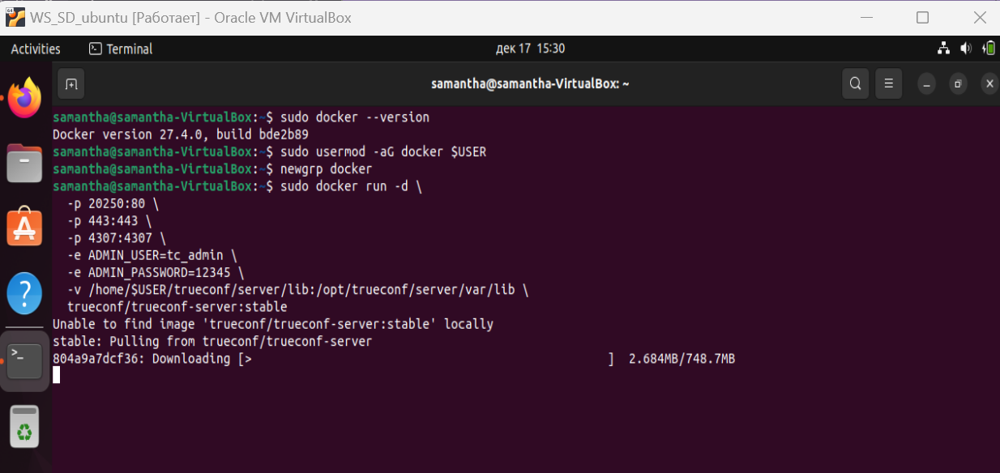 WS_SD_ubuntu [Работает] - Oracle VM VirtualBox
Activities Terminal дек 17 15:30
samantha@samantha-VirtualBox: ~
samantha@samantha-VirtualBox:~$ sudo docker --version
Docker version 27.4.0, build bde2b89
samantha@samantha-VirtualBox:~$ sudo usermod -aG docker $USER
samantha@samantha-VirtualBox:~$ newgrp docker
samantha@samantha-VirtualBox:~$ sudo docker run -d \
-p 20250:80 \
-p 443:443 \
-p 4307:4307 \
-e ADMIN_USER=tc_admin \
-e ADMIN_PASSWORD=12345 \
-v /home/$USER/trueconf/server/lib:/opt/trueconf/server/var/lib \
trueconf/trueconf-server:stable
Unable to find image 'trueconf/trueconf-server:stable' locally
stable: Pulling from trueconf/trueconf-server
804a9a7dcf36: Downloading [> ] 2.684MB/748.7MB